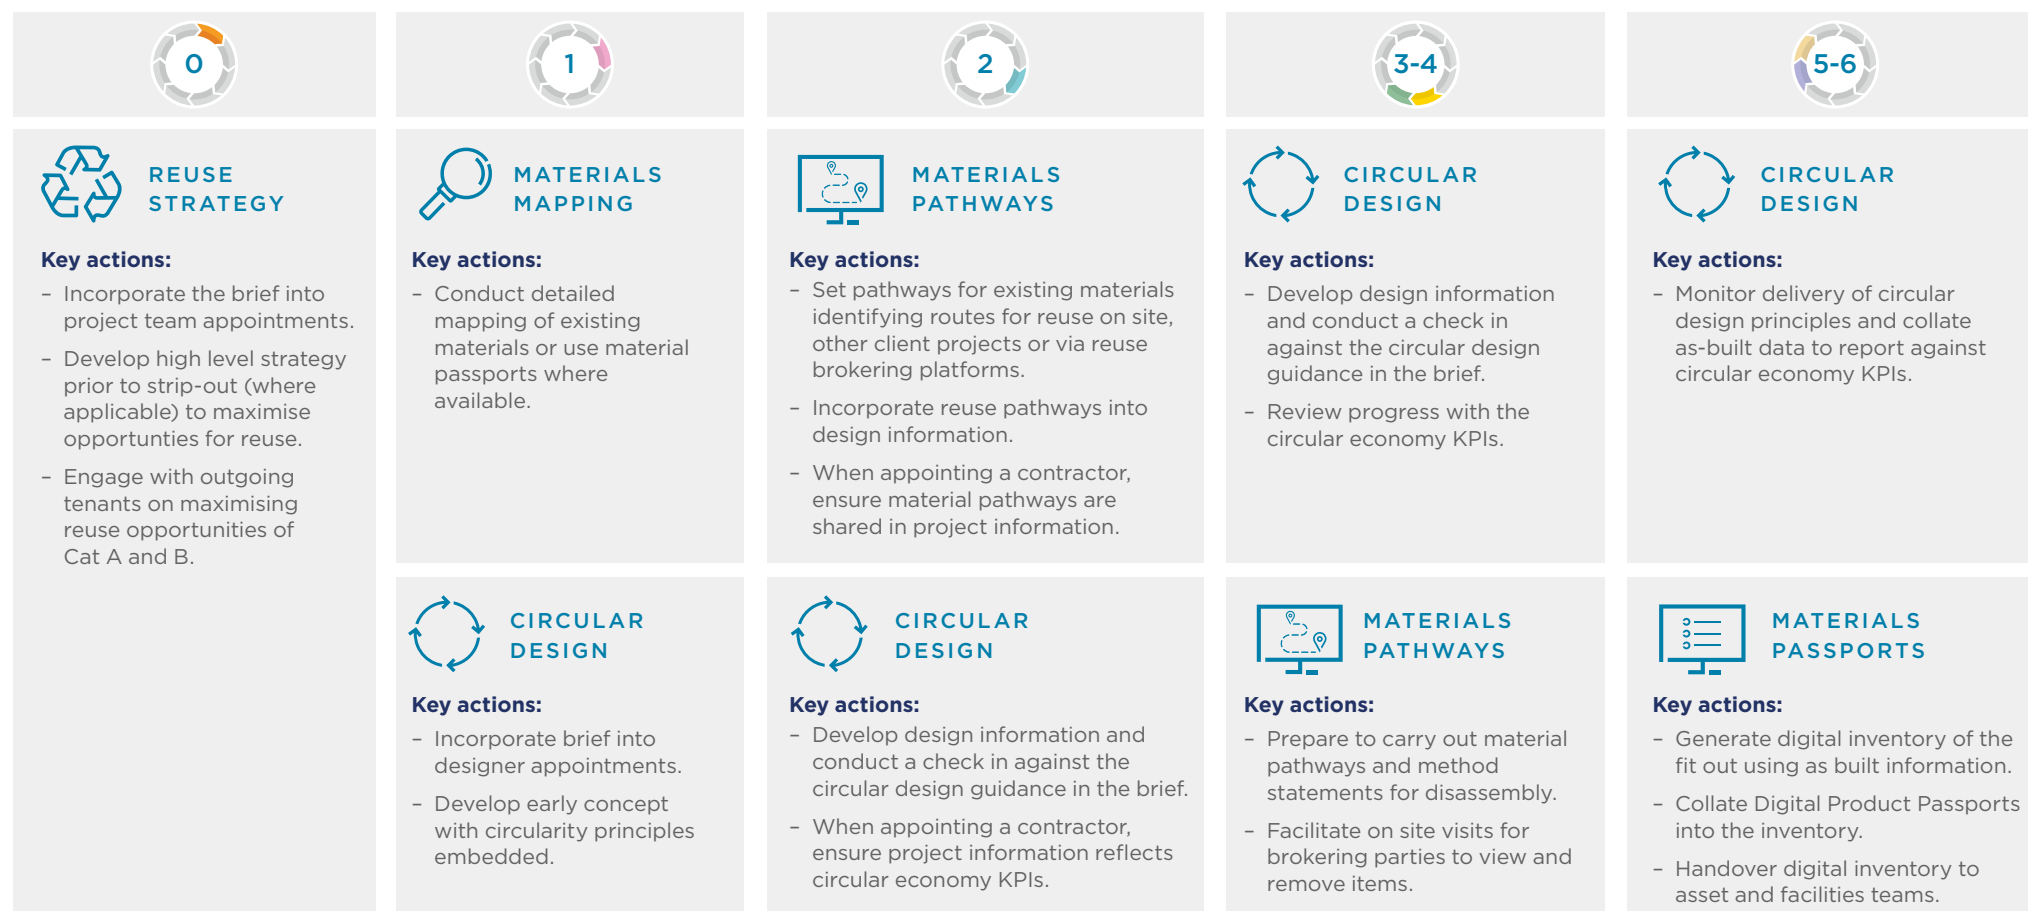 0
1
2
3-4
5-6
REUSE
STRATEGY
Key actions:
– Incorporate the brief into
project team appointments.
– Develop high level strategy
prior to strip-out (where
applicable) to maximise
opportunties for reuse.
– Engage with outgoing
tenants on maximising
reuse opportunities of
Cat A and B.
MATERIALS
MAPPING
Key actions:
– Conduct detailed
mapping of existing
materials or use material
passports where
available.
CIRCULAR
DESIGN
Key actions:
– Incorporate brief into
designer appointments.
– Develop early concept
with circularity principles
embedded.
MATERIALS
PATHWAYS
Key actions:
– Set pathways for existing materials
identifying routes for reuse on site,
other client projects or via reuse
brokering platforms.
– Incorporate reuse pathways into
design information.
– When appointing a contractor,
ensure material pathways are
shared in project information.
CIRCULAR
DESIGN
Key actions:
– Develop design information and
conduct a check in against the
circular design guidance in the brief.
– When appointing a contractor,
ensure project information reflects
circular economy KPIs.
CIRCULAR
DESIGN
Key actions:
– Develop design information
and conduct a check in
against the circular design
guidance in the brief.
– Review progress with the
circular economy KPIs.
MATERIALS
PATHWAYS
Key actions:
– Prepare to carry out material
pathways and method
statements for disassembly.
– Facilitate on site visits for
brokering parties to view and
remove items.
CIRCULAR
DESIGN
Key actions:
– Monitor delivery of circular
design principles and collate
as-built data to report against
circular economy KPIs.
MATERIALS
PASSPORTS
Key actions:
– Generate digital inventory of the
fit out using as built information.
– Collate Digital Product Passports
into the inventory.
– Handover digital inventory to
asset and facilities teams.